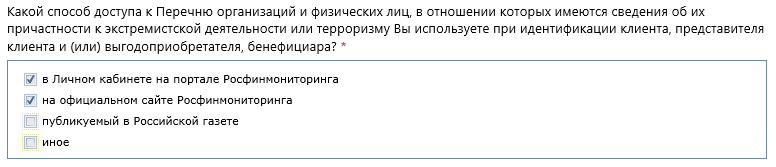 Какой способ доступа к Перечню организаций и физических лиц, в отношении которых имеются сведения об их
причастности к экстремистской деятельности или терроризму Вы используете при идентификации клиента, представителя
клиента и (или) выгодоприобретателя, бенефициара? *
в Личном кабинете на портале Росфинмониторинга
на официальном сайте Росфинмониторинга
публикуемый в Российской газете
иное